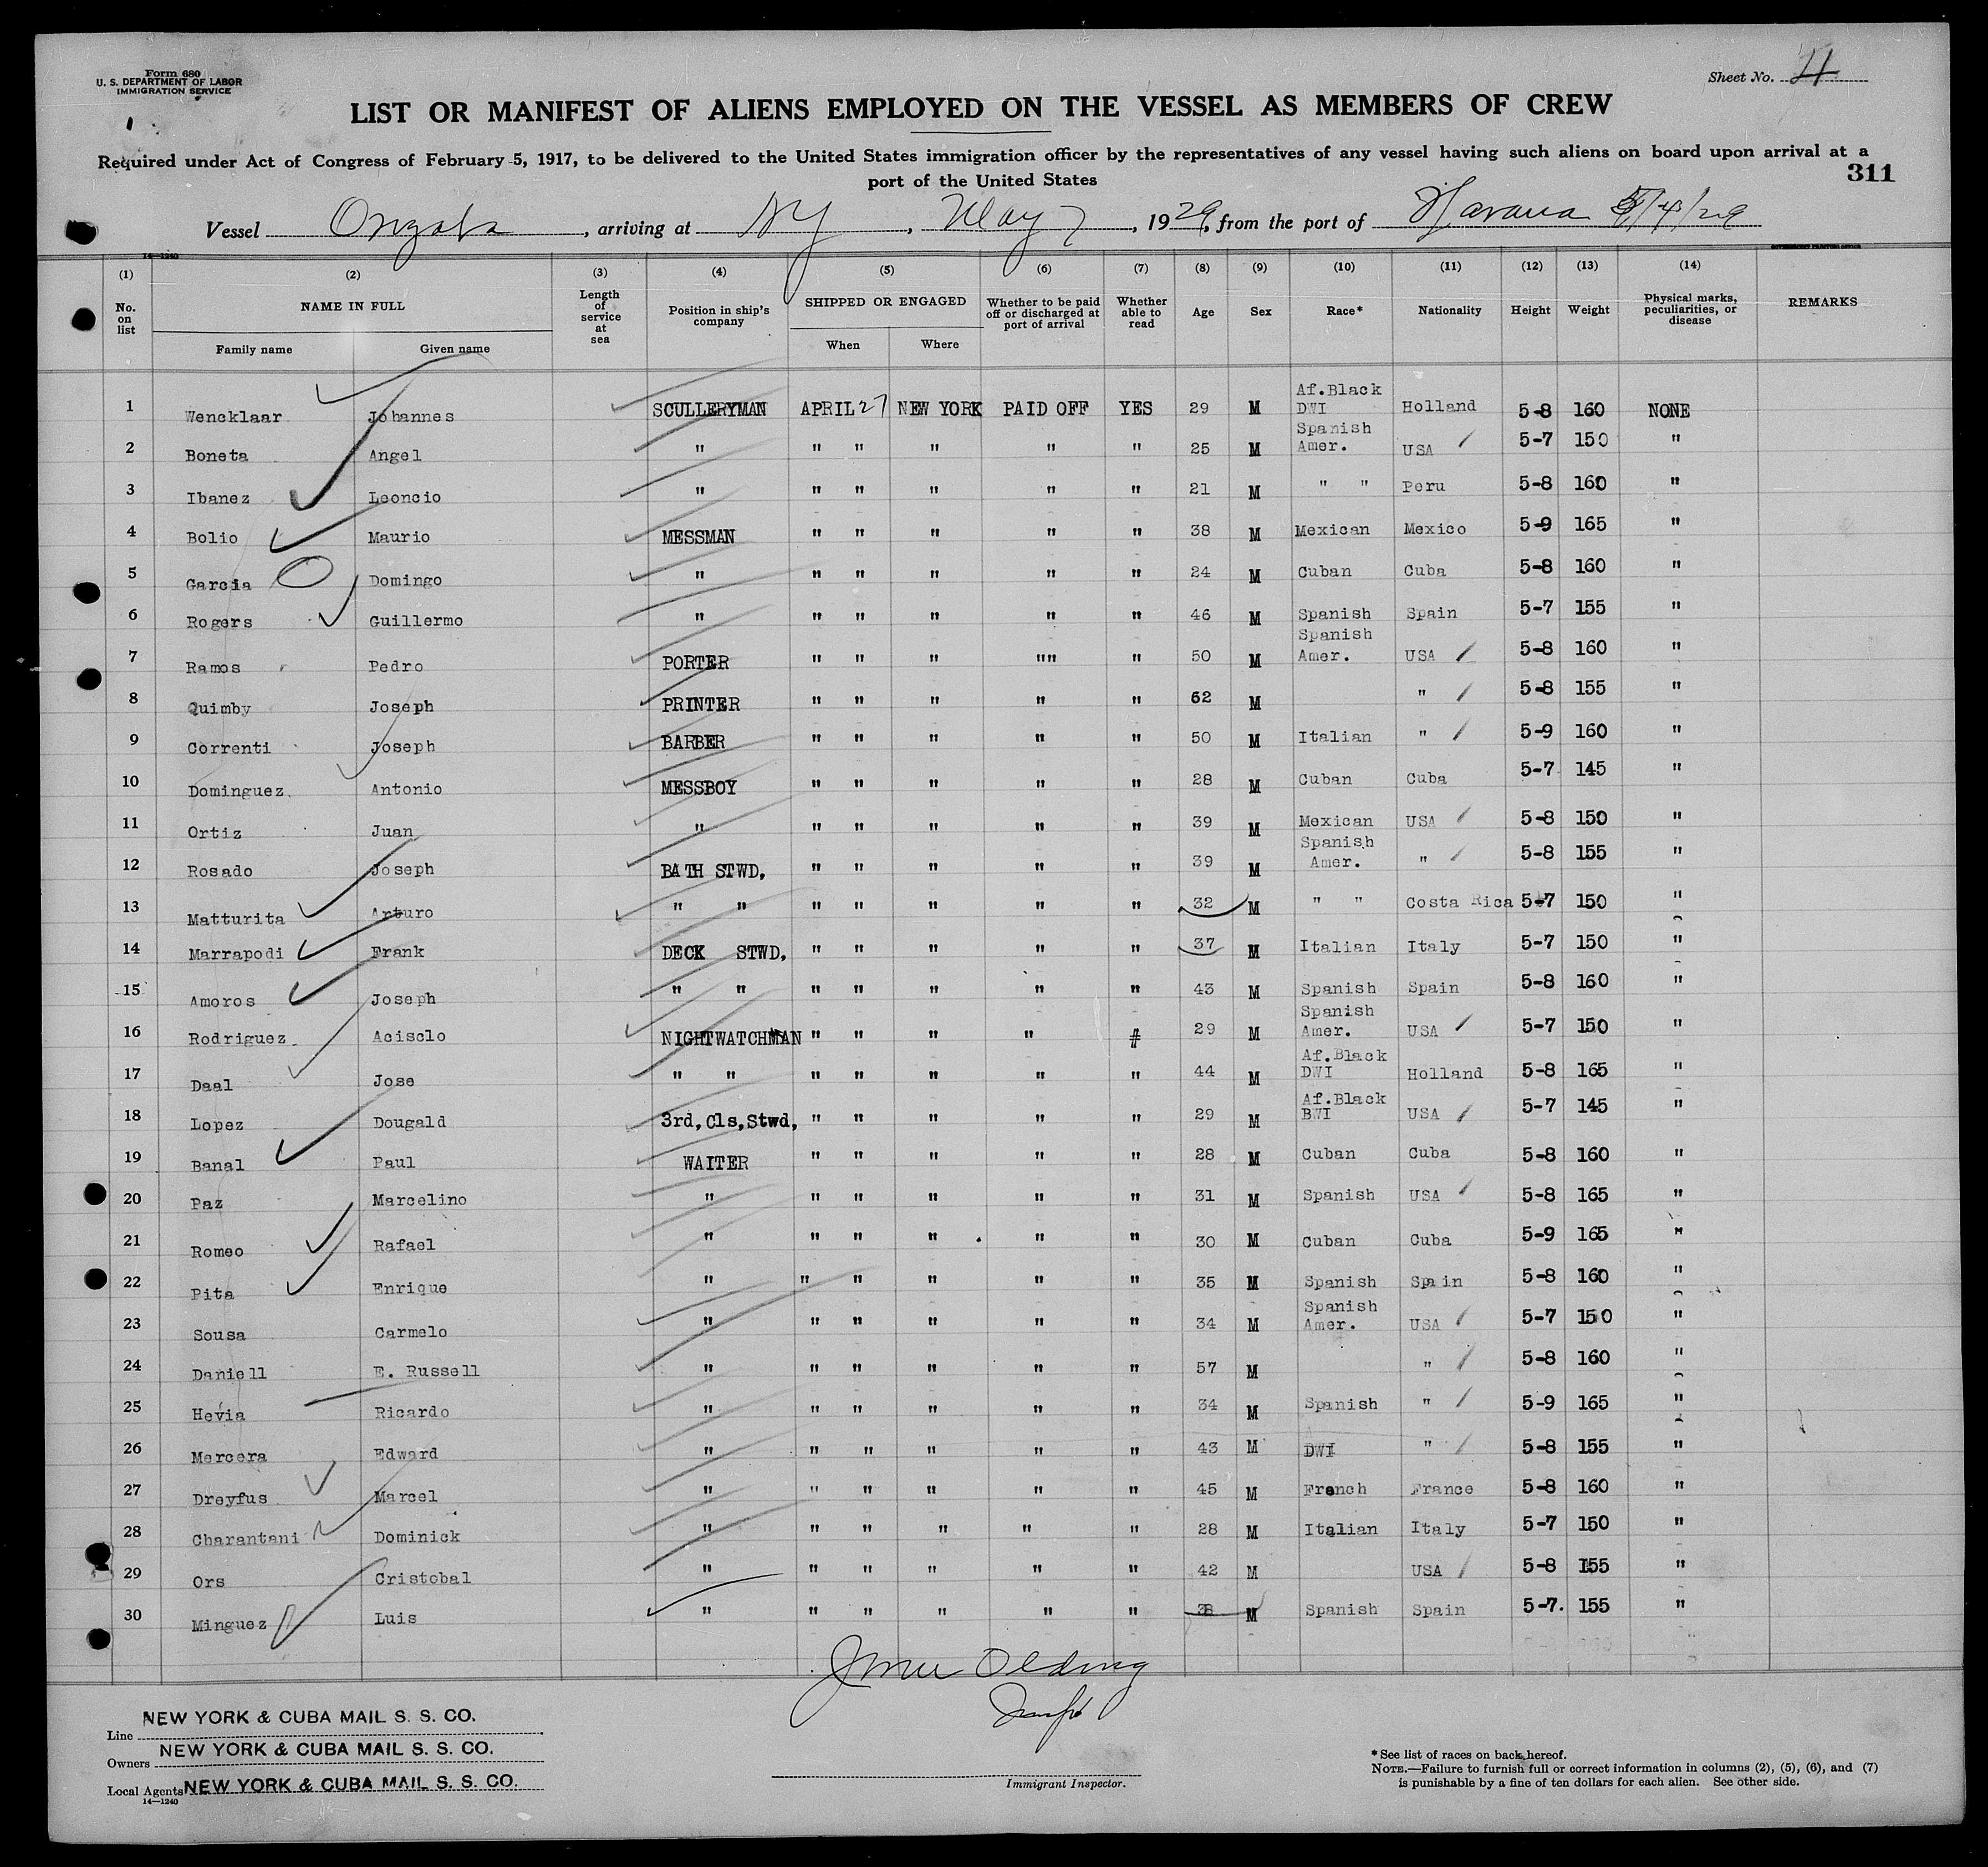 Form 680
U. S. DEPARTMENT OF LABOR
IMMIGRATION SERVICE
Sheet No. 4
LIST OR MANIFEST OF ALIENS EMPLOYED ON THE VESSEL AS MEMBERS OF CREW
Required under Act of Congress of February 5, 1917, to be delivered to the United States immigration officer by the representatives of any vessel having such aliens on board upon arrival at a
port of the United States
311
Vessel Orizaba, arriving at NY, May 7, 1929, from the port of Havana 5/4/29
14—1240
GOVERNMENT PRINTING OFFICE
(1) (2) (3) (4) (5) (6) (7) (8) (9) (10) (11) (12) (13) (14)
No. on list NAME IN FULL Family name Given name Length of service at sea Position in ship's company SHIPPED OR ENGAGED When Where Whether to be paid off or discharged at port of arrival Whether able to read Age Sex Race* Nationality Height Weight Physical marks, peculiarities, or disease REMARKS
1 Wencklaar Johannes SCULLERYMAN APRIL 27 NEW YORK PAID OFF YES 29 M Af.Black DWI Holland 5-8 160 NONE
2 Boneta Angel " " " " " " 25 M Spanish Amer. USA 5-7 150 "
3 Ibanez Leoncio " " " " " " 21 M " " Peru 5-8 160 "
4 Bolio Maurio MESSMAN " " " " " 38 M Mexican Mexico 5-9 165 "
5 Garcia Domingo " " " " " " 24 M Cuban Cuba 5-8 160 "
6 Rogers Guillermo " " " " " " 46 M Spanish Spain 5-7 155 "
7 Ramos Pedro PORTER " " " "" " 50 M Spanish Amer. USA 5-8 160 "
8 Quimby Joseph PRINTER " " " " " 62 M " 5-8 155 "
9 Correnti Joseph BARBER " " " " " 50 M Italian " 5-9 160 "
10 Dominguez Antonio MESSBOY " " " " " 28 M Cuban Cuba 5-7 145 "
11 Ortiz Juan " " " " " " 39 M Mexican USA 5-8 150 "
12 Rosado Joseph BATH STWD, " " " " " 39 M Spanish Amer. " 5-8 155 "
13 Matturita Arturo " " " " " " " 32 M " " Costa Rica 5-7 150 "
14 Marrapodi Frank DECK STWD, " " " " " 37 M Italian Italy 5-7 150 "
15 Amoros Joseph " " " " " " " 43 M Spanish Spain 5-8 160 "
16 Rodriguez Acisclo NIGHTWATCHMAN " " " " " 29 M Spanish Amer. USA 5-7 150 "
17 Daal Jose " " " " " " " 44 M Af.Black DWI Holland 5-8 165 "
18 Lopez Dougald 3rd,Cls,Stwd, " " " " " 29 M Af.Black BWI USA 5-7 145 "
19 Banal Paul WAITER " " " " " 28 M Cuban Cuba 5-8 160 "
20 Paz Marcelino " " " " " " 31 M Spanish USA 5-8 165 "
21 Romeo Rafael " " " " " " 30 M Cuban Cuba 5-9 165 "
22 Pita Enrique " " " " " " 35 M Spanish Spain 5-8 160 "
23 Sousa Carmelo " " " " " " 34 M Spanish Amer. USA 5-7 150 "
24 Daniell E. Russell " " " " " " 57 M " 5-8 160 "
25 Hevia Ricardo " " " " " " 34 M Spanish " 5-9 165 "
26 Mercera Edward " " " " " " 43 M DWI " 5-8 155 "
27 Dreyfus Marcel " " " " " " 45 M French France 5-8 160 "
28 Charantani Dominick " " " " " " 28 M Italian Italy 5-7 150 "
29 Ors Cristobal " " " " " " 42 M USA 5-8 155 "
30 Minguez Luis " " " " " " 38 M Spanish Spain 5-7. 155 "
Line NEW YORK & CUBA MAIL S. S. CO.
Owners NEW YORK & CUBA MAIL S. S. CO.
Local Agents NEW YORK & CUBA MAIL S. S. CO.
14—1240
Immigrant Inspector.
*See list of races on back hereof.
NOTE.—Failure to furnish full or correct information in columns (2), (5), (6), and (7)
is punishable by a fine of ten dollars for each alien. See other side.